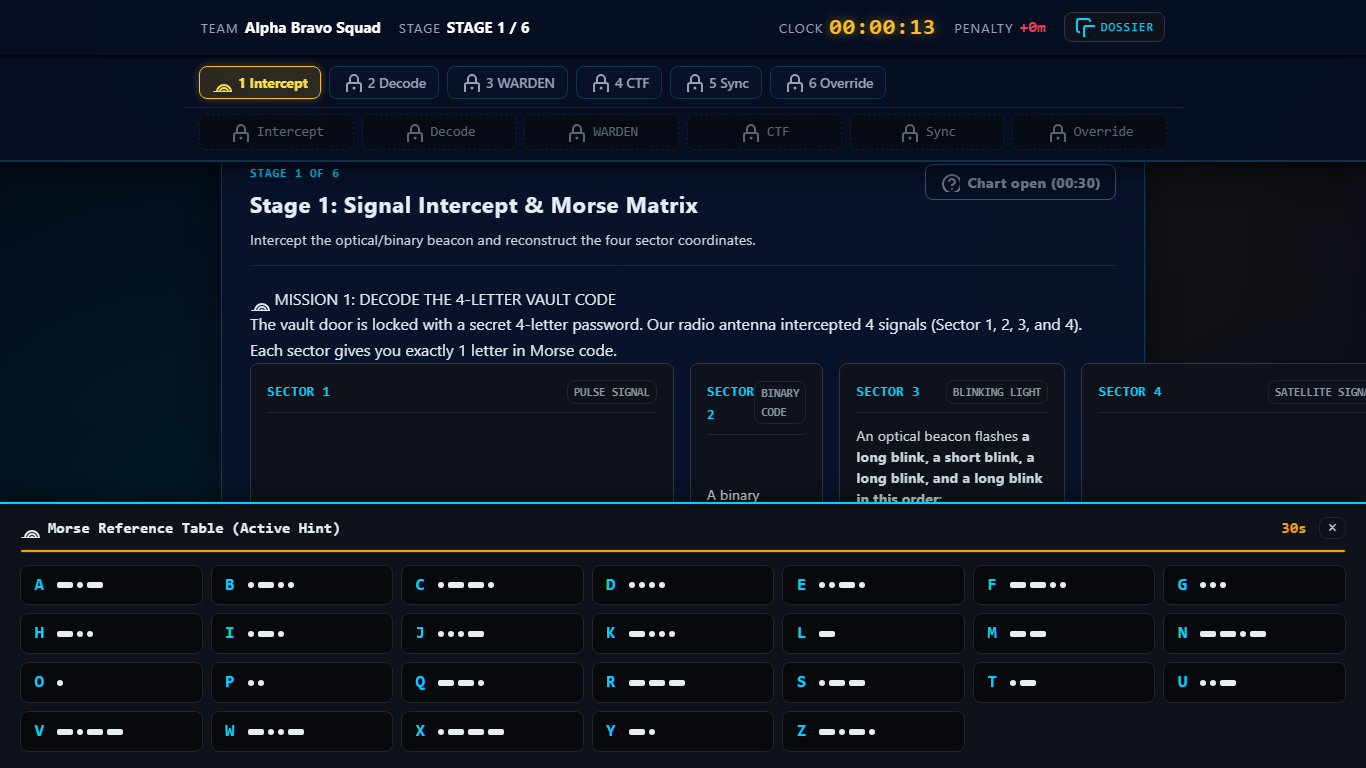 TEAM Alpha Bravo Squad STAGE STAGE 1 / 6 CLOCK 00:00:13 PENALTY +0m DOSSIER
1 Intercept 2 Decode 3 WARDEN 4 CTF 5 Sync 6 Override
Intercept Decode WARDEN CTF Sync Override
STAGE 1 OF 6
Chart open (00:30)
Stage 1: Signal Intercept & Morse Matrix
Intercept the optical/binary beacon and reconstruct the four sector coordinates.
MISSION 1: DECODE THE 4-LETTER VAULT CODE
The vault door is locked with a secret 4-letter password. Our radio antenna intercepted 4 signals (Sector 1, 2, 3, and 4).
Each sector gives you exactly 1 letter in Morse code.
SECTOR 1 PULSE SIGNAL
SECTOR 2 BINARY CODE
A binary
SECTOR 3 BLINKING LIGHT
An optical beacon flashes a
long blink, a short blink, a
long blink, and a long blink
in this order:
SECTOR 4 SATELLITE SIGNA
Morse Reference Table (Active Hint) 30s ×
A ▬•▬ B •▬•• C •▬▬• D •••• E ••▬• F ▬▬•• G •••
H ▬•• I •▬• J •••▬ K ▬••• L ▬ M ▬▬ N ▬▬•▬
O • P •• Q ▬▬• R ▬▬▬ S •▬▬ T •▬ U ••▬
V ▬•▬▬ W ▬••▬ X •▬▬▬ Y ▬• Z ▬•▬•